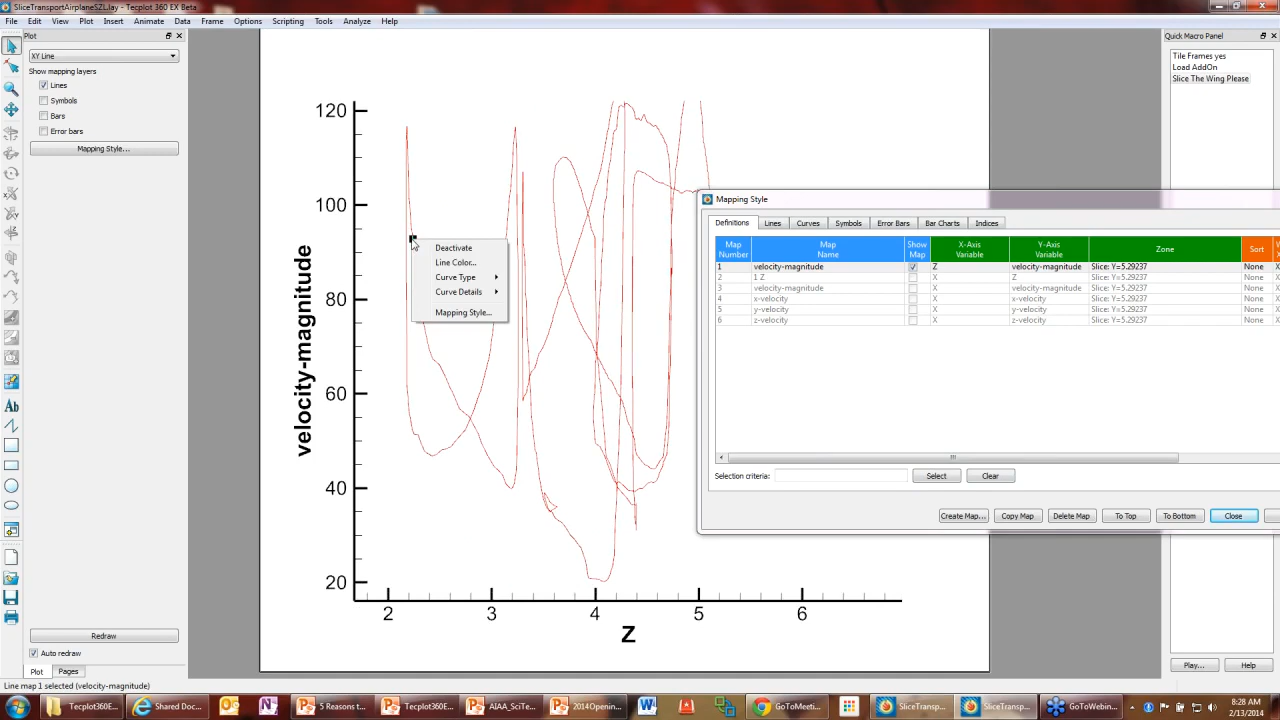 SliceTransportAirplaneSZL.lay - Tecplot 360 EX Beta
File Edit View Plot Insert Animate Data Frame Options Scripting Tools Analyze Help
Plot
XY Line
Show mapping layers
Lines
Symbols
Bars
Error bars
Mapping Style...
Redraw
Auto redraw
Plot Pages
Line map 1 selected (velocity-magnitude)
velocity-magnitude
120
100
80
60
40
20
2 3 4 5 6
Z
Deactivate
Line Color...
Curve Type
Curve Details
Mapping Style...
Mapping Style
Definitions Lines Curves Symbols Error Bars Bar Charts Indices
Map Number Map Name Show Map X-Axis Variable Y-Axis Variable Zone Sort
1 velocity-magnitude Z velocity-magnitude Slice: Y=5.29237 None
2 1 Z X Z Slice: Y=5.29237 None
3 velocity-magnitude X velocity-magnitude Slice: Y=5.29237 None
4 x-velocity X x-velocity Slice: Y=5.29237 None
5 y-velocity X y-velocity Slice: Y=5.29237 None
6 z-velocity X z-velocity Slice: Y=5.29237 None
Selection criteria: Select Clear
Create Map... Copy Map Delete Map To Top To Bottom Close
Quick Macro Panel
Tile Frames yes
Load AddOn
Slice The Wing Please
Play... Help
Tecplot360E... Shared Doc... 5 Reasons t... Tecplot360E... AIAA_SciTe... 2014Openin... GoToMeeti... SliceTransp... SliceTransp... GoToWebin...
8:28 AM
2/13/2014